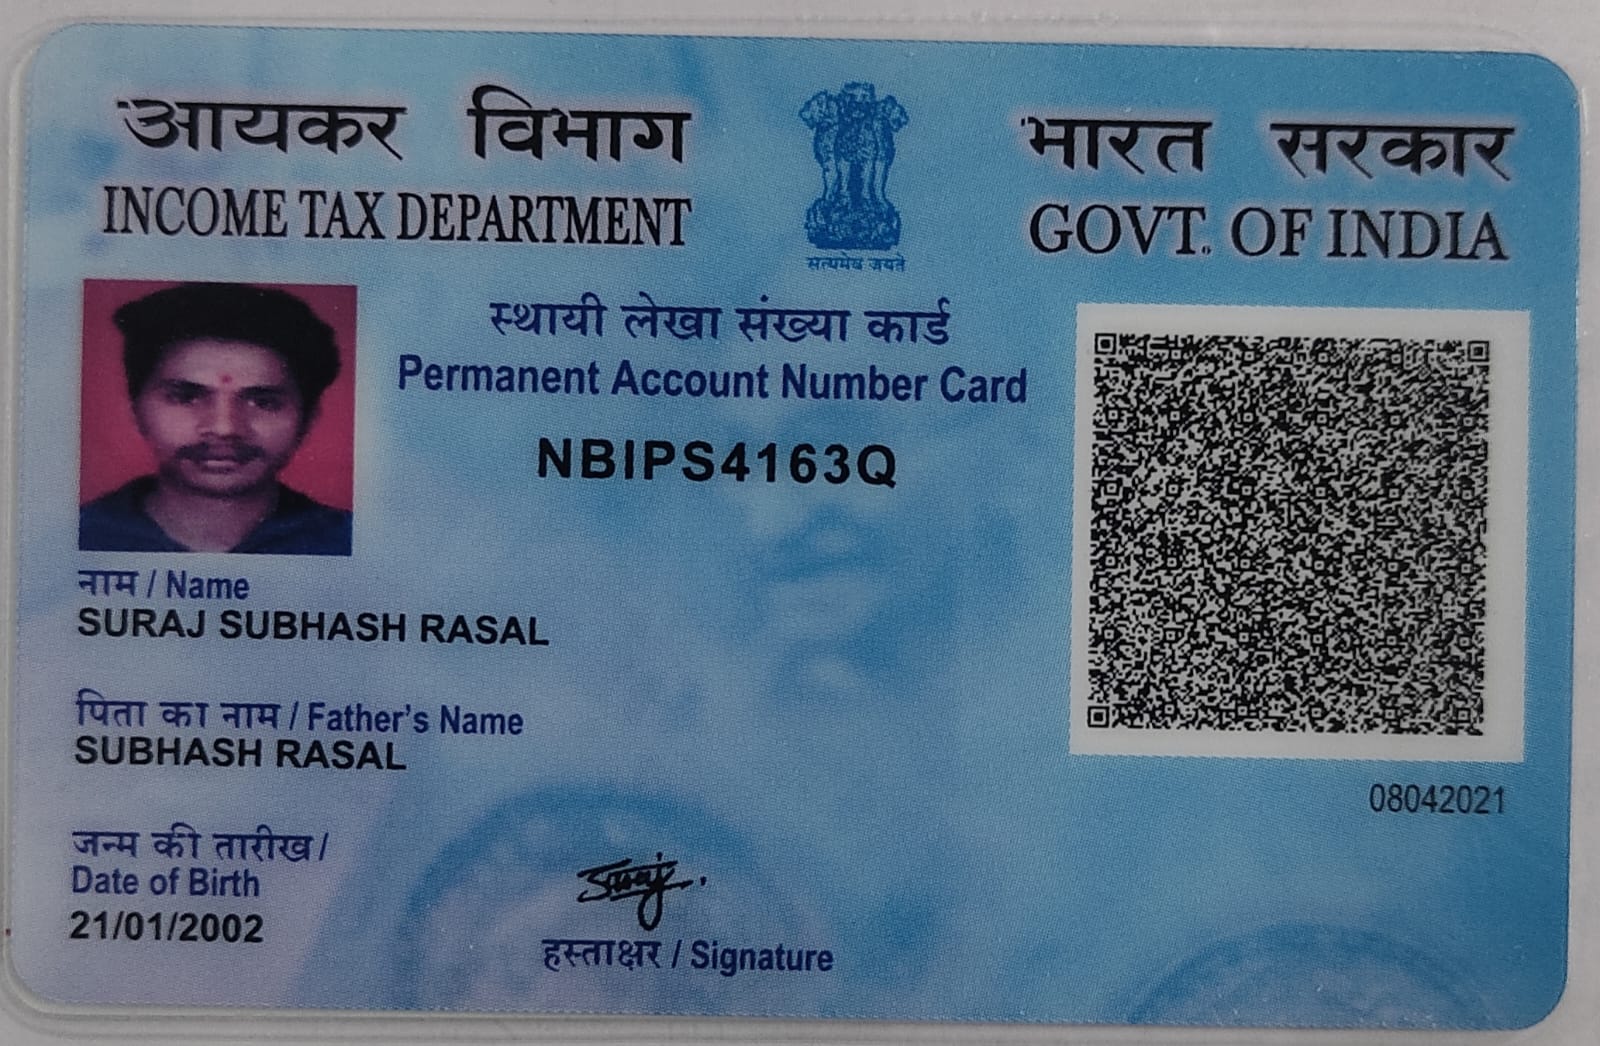 आयकर विभाग
INCOME TAX DEPARTMENT
सत्यमेव जयते
भारत सरकार
GOVT. OF INDIA
स्थायी लेखा संख्या कार्ड
Permanent Account Number Card
NBIPS4163Q
नाम / Name
SURAJ SUBHASH RASAL
पिता का नाम / Father's Name
SUBHASH RASAL
08042021
जन्म की तारीख /
Date of Birth
21/01/2002
Suraj.
हस्ताक्षर / Signature